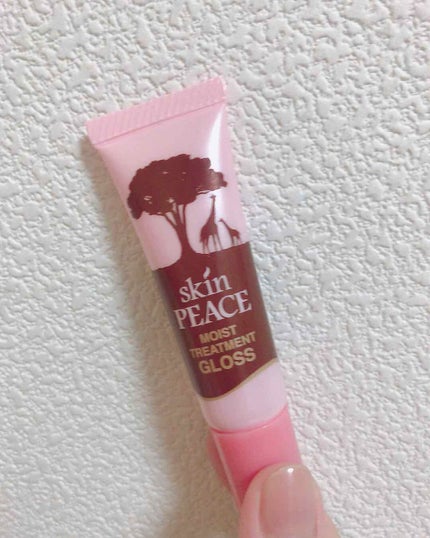 skin
PEACE
MOIST
TREATMENT
GLOSS